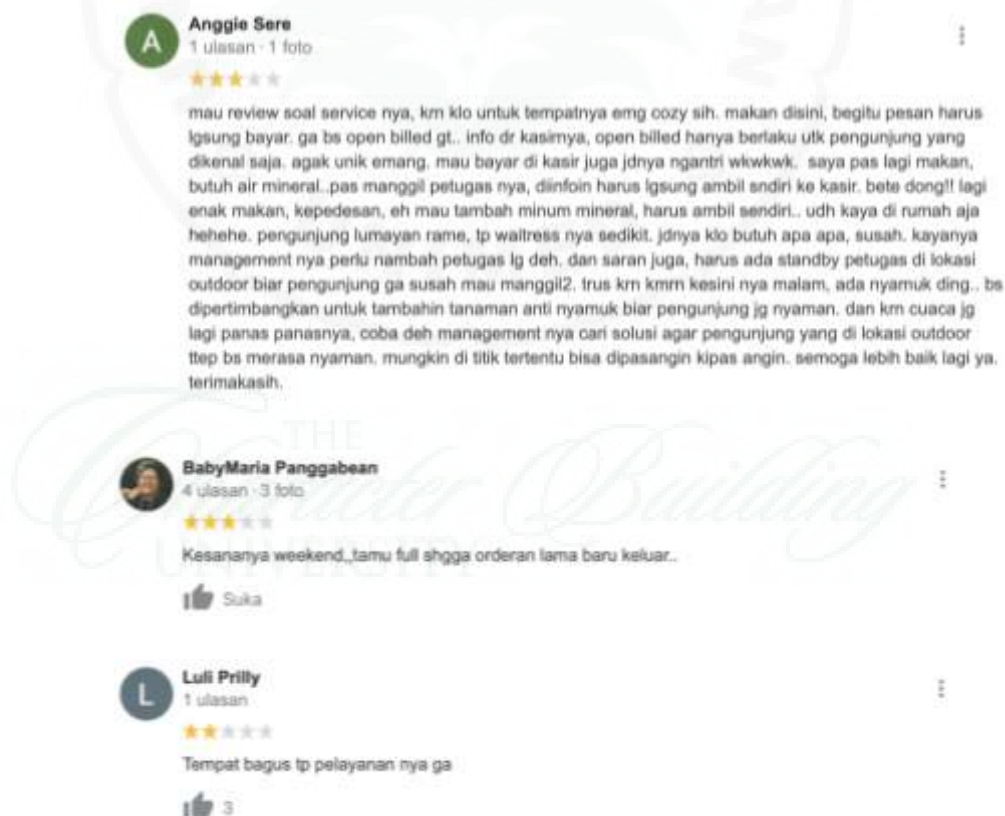 A
Anggie Sere
1 ulasan · 1 foto
mau review soal service nya, krn klo untuk tempatnya emg cozy sih. makan disini, begitu pesan harus
lgsung bayar. ga bs open billed gt.. info dr kasirnya, open billed hanya berlaku utk pengunjung yang
dikenal saja. agak unik emang. mau bayar di kasir juga jdnya ngantri wkwkwk. saya pas lagi makan,
butuh air mineral..pas manggil petugas nya, diinfoin harus lgsung ambil sndiri ke kasir. bete dong!! lagi
enak makan, kepedesan, eh mau tambah minum mineral, harus ambil sendiri.. udh kaya di rumah aja
hehehe. pengunjung lumayan rame, tp waitress nya sedikit. jdnya klo butuh apa apa, susah. kayanya
management nya perlu nambah petugas lg deh. dan saran juga, harus ada standby petugas di lokasi
outdoor biar pengunjung ga susah mau manggil2. trus krn kmrn kesini nya malam, ada nyamuk ding.. bs
dipertimbangkan untuk tambahin tanaman anti nyamuk biar pengunjung jg nyaman. dan krn cuaca jg
lagi panas panasnya, coba deh management nya cari solusi agar pengunjung yang di lokasi outdoor
ttep bs merasa nyaman. mungkin di titik tertentu bisa dipasangin kipas angin. semoga lebih baik lagi ya.
terimakasih.
THE
Character Building
UNIVERSITY
BabyMaria Panggabean
4 ulasan · 3 foto
Kesananya weekend.,tamu full shgga orderan lama baru keluar..
Suka
L
Luli Prilly
1 ulasan
Tempat bagus tp pelayanan nya ga
3